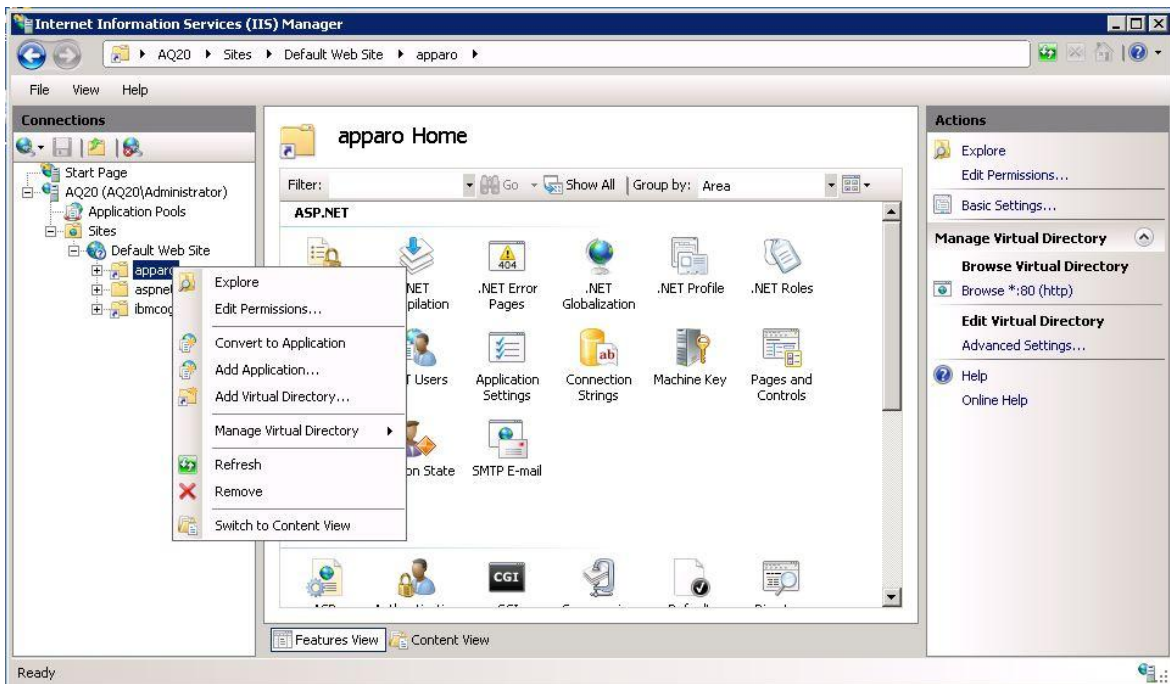 Internet Information Services (IIS) Manager
AQ20 Sites Default Web Site apparo
File View Help
Connections
Start Page
AQ20 (AQ20\Administrator)
Application Pools
Sites
Default Web Site
apparo
Explore
Edit Permissions...
Convert to Application
Add Application...
Add Virtual Directory...
Manage Virtual Directory
Refresh
Remove
Switch to Content View
apparo Home
Filter: Go Show All Group by: Area
ASP.NET
404
.NET Error Pages
.NET Globalization
.NET Profile
.NET Roles
Users
Application Settings
ab
Connection Strings
Machine Key
Pages and Controls
State
SMTP E-mail
CGI
Features View Content View
Actions
Explore
Edit Permissions...
Basic Settings...
Manage Virtual Directory
Browse Virtual Directory
Browse *:80 (http)
Edit Virtual Directory
Advanced Settings...
Help
Online Help
Ready